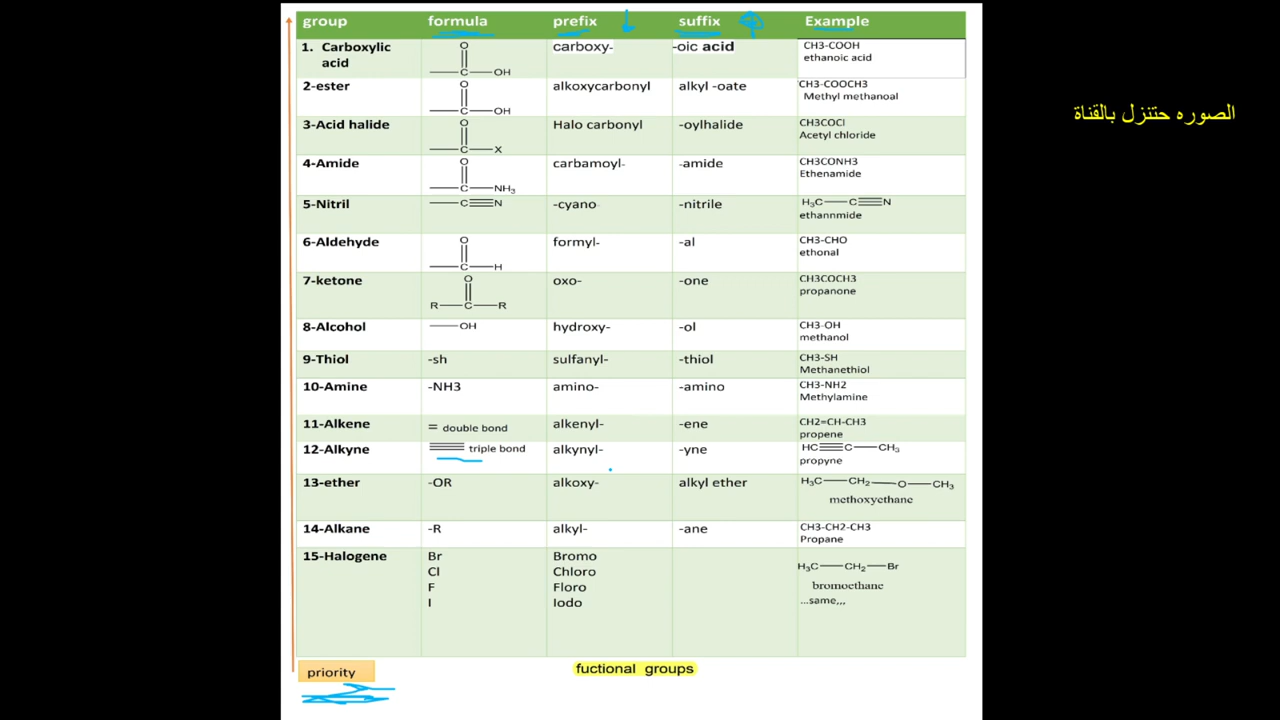 group formula prefix suffix Example
1. Carboxylic acid O C OH carboxy- -oic acid CH3-COOH
ethanoic acid
2-ester O C OH alkoxycarbonyl alkyl -oate CH3-COOCH3
Methyl methanoal
3-Acid halide O C X Halo carbonyl -oylhalide CH3COCI
Acetyl chloride
4-Amide O C NH3 carbamoyl- -amide CH3CONH3
Ethenamide
5-Nitril C N -cyano -nitrile H3C C N
ethannmide
6-Aldehyde O C H formyl- -al CH3-CHO
ethonal
7-ketone O R C R oxo- -one CH3COCH3
propanone
8-Alcohol OH hydroxy- -ol CH3-OH
methanol
9-Thiol -sh sulfanyl- -thiol CH3-SH
Methanethiol
10-Amine -NH3 amino- -amino CH3-NH2
Methylamine
11-Alkene = double bond alkenyl- -ene CH2=CH-CH3
propene
12-Alkyne triple bond alkynyl- -yne HC C CH3
propyne
13-ether -OR alkoxy- alkyl ether H3C CH2 O CH3
methoxyethane
14-Alkane -R alkyl- -ane CH3-CH2-CH3
Propane
15-Halogene Br Bromo H3C CH2 Br
Cl Chloro bromoethane
F Floro ...same,,,
I Iodo
priority fuctional groups
الصوره حتنزل بالقناة